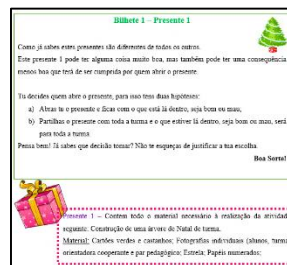 Bilhete 1 – Presente 1
Como já sabes estes presentes são diferentes de todos os outros.
Este presente 1 pode ter alguma coisa muito boa, mas também pode ter uma consequência
menos boa que terá de ser cumprida por quem abrir o presente.
Tu decides quem abre o presente, para isso tens duas hipóteses:
a) Abras tu o presente e ficas com o que está lá dentro, seja bom ou mau;
b) Partilhas o presente com toda a turma e o que estiver lá dentro, seja bom ou mau, será
para toda a turma.
Pensa bem! Já sabes que decisão tomar? Não te esqueças de justificar a tua escolha.
Boa Sorte!
Presente 1 – Contém todo o material necessário à realização da atividade
seguinte: Construção de uma árvore de Natal de turma.
Material: Cartões verdes e castanhos; Fotografias individuais (alunos, turma,
orientadora cooperante e par pedagógico; Estrela; Papéis numerados;